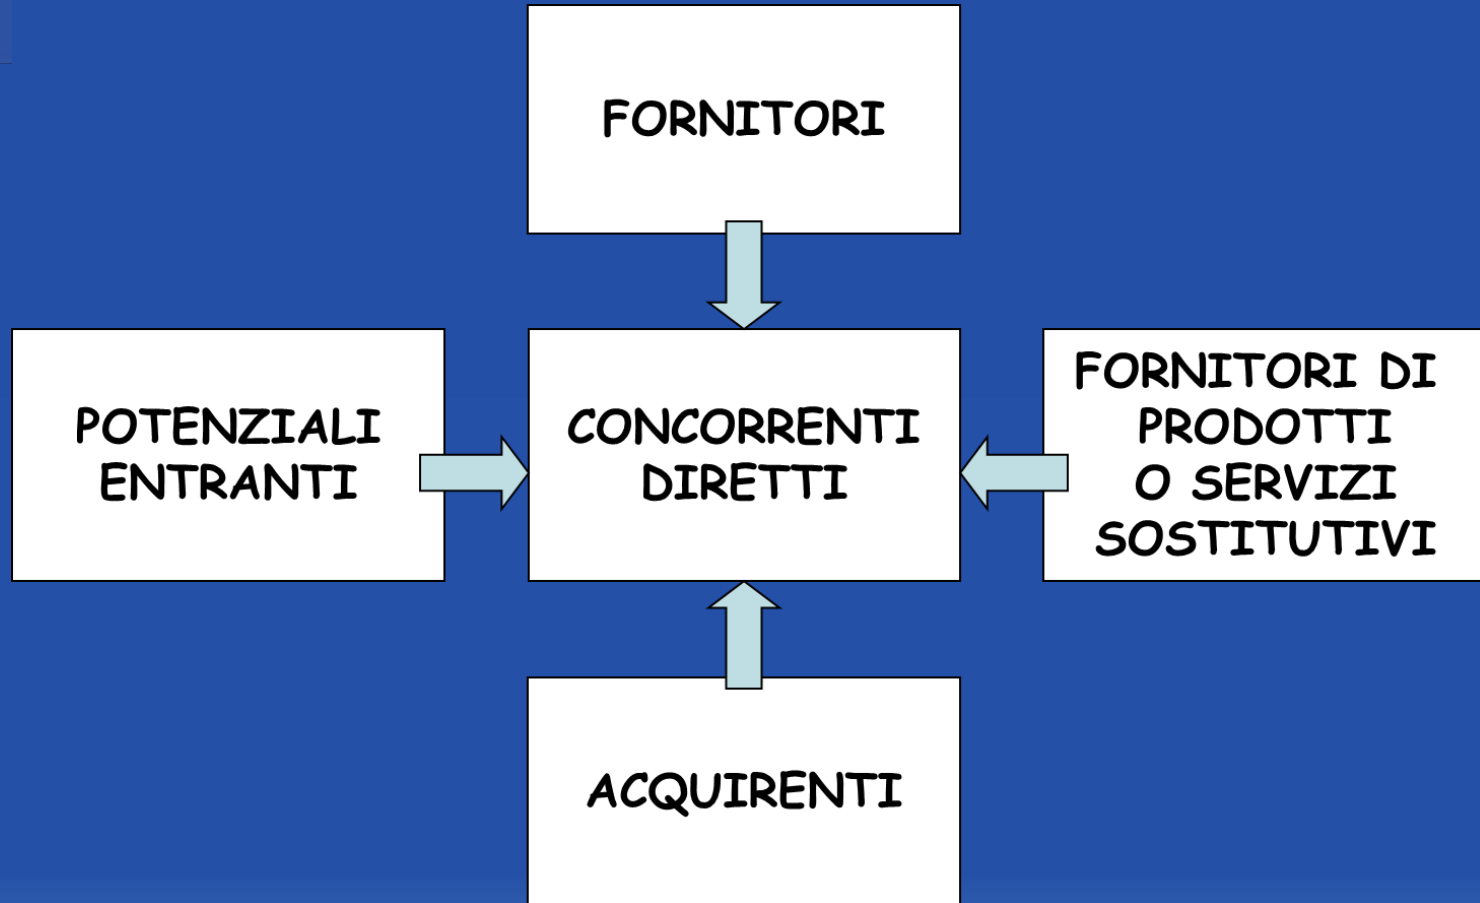 FORNITORI
POTENZIALI
ENTRANTI
CONCORRENTI
DIRETTI
FORNITORI DI
PRODOTTI
O SERVIZI
SOSTITUTIVI
ACQUIRENTI